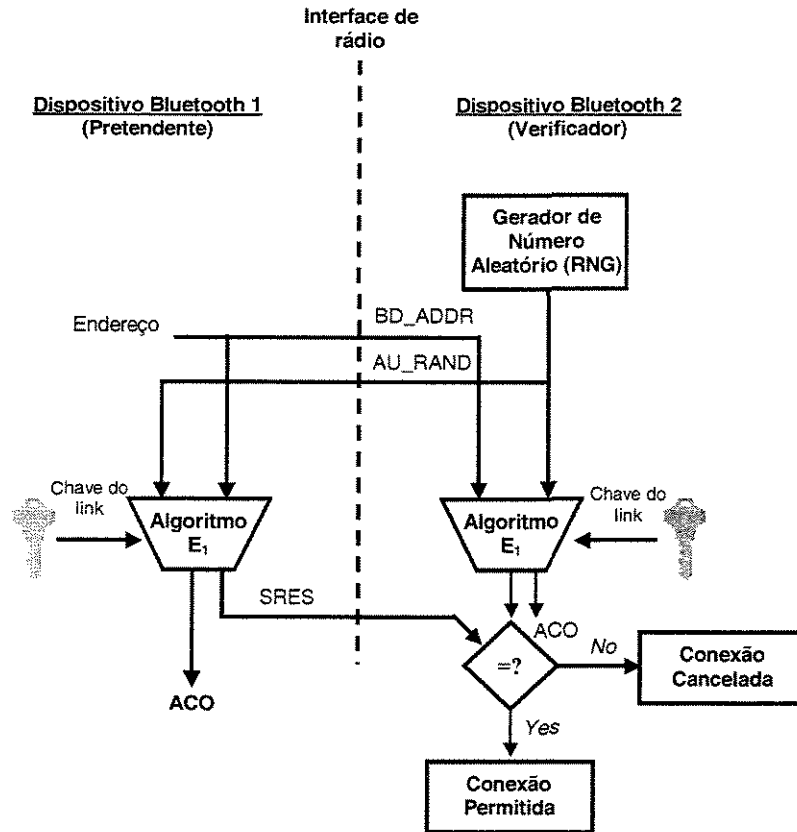 Interface de
rádio
Dispositivo Bluetooth 1
(Pretendente)
Dispositivo Bluetooth 2
(Verificador)
Gerador de
Número
Aleatório (RNG)
Endereço
BD_ADDR
AU_RAND
Chave do
link
Algoritmo
E1
Algoritmo
E1
Chave do
link
SRES
ACO
ACO
=?
No
Conexão
Cancelada
Yes
Conexão
Permitida